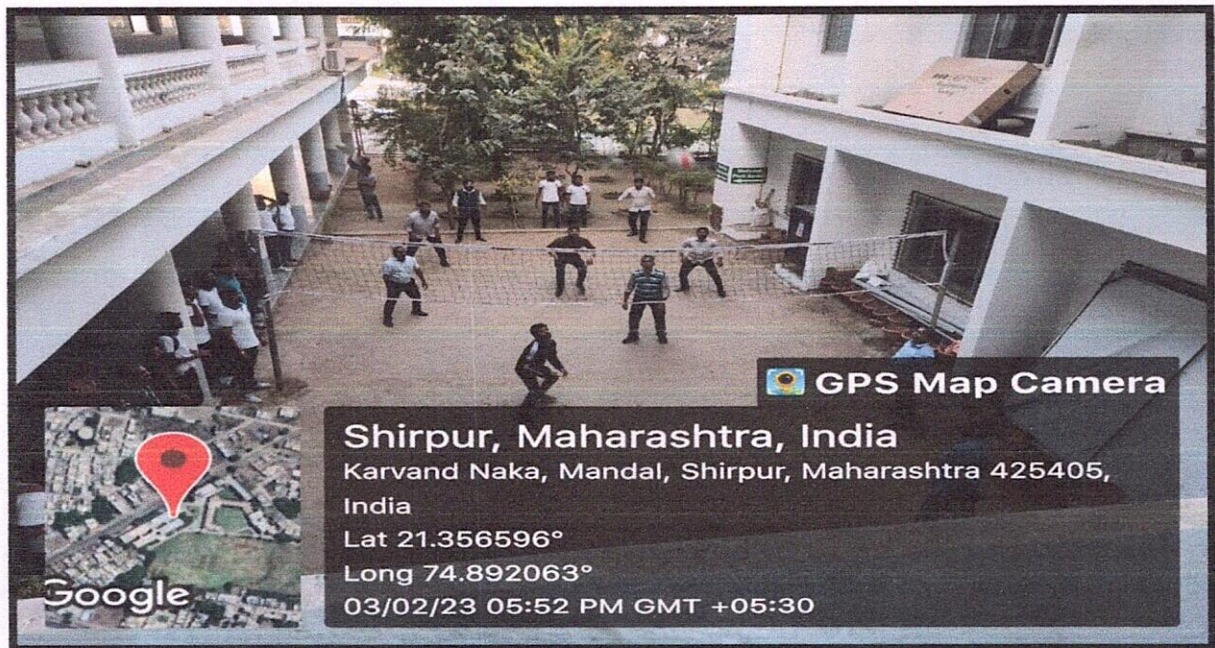 GPS Map Camera
Shirpur, Maharashtra, India
Karvand Naka, Mandal, Shirpur, Maharashtra 425405,
India
Lat 21.356596°
Long 74.892063°
03/02/23 05:52 PM GMT +05:30
Google